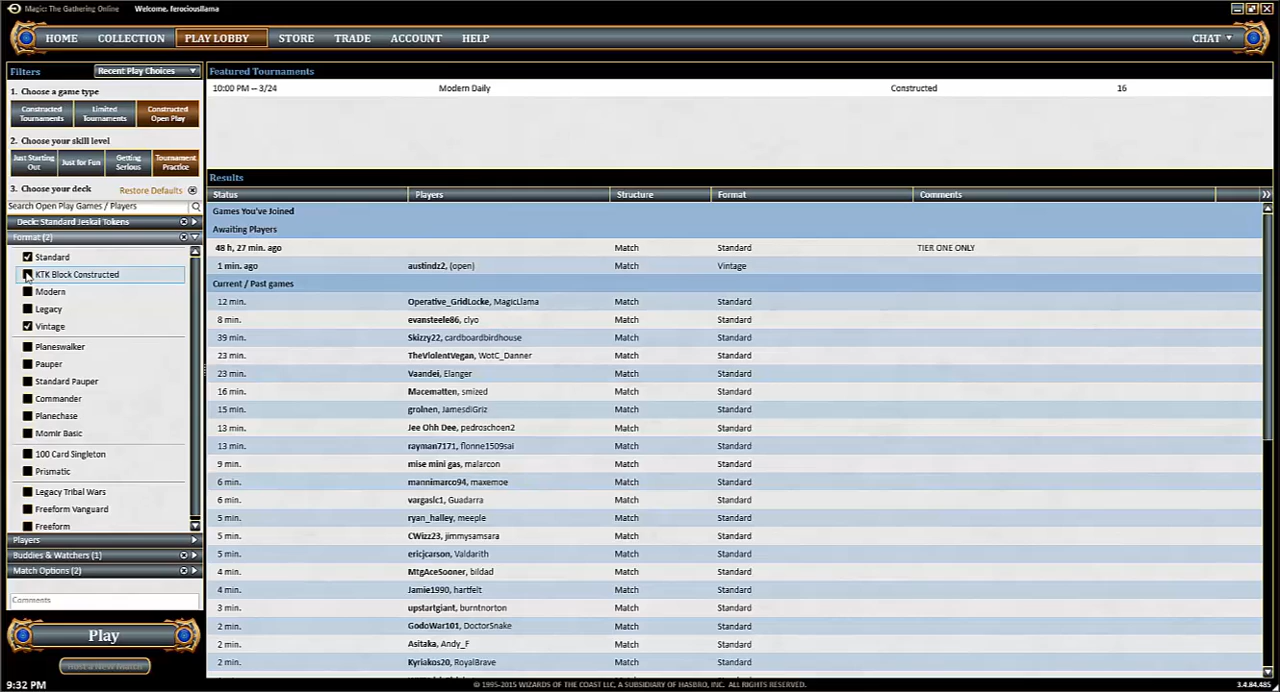 Magic: The Gathering Online Welcome, ferociousllama
HOME COLLECTION PLAY LOBBY STORE TRADE ACCOUNT HELP CHAT
Filters Recent Play Choices
1. Choose a game type
Constructed Tournaments Limited Tournaments Constructed Open Play
2. Choose your skill level
Just Starting Out Just for Fun Getting Serious Tournament Practice
3. Choose your deck Restore Defaults
Search Open Play Games / Players
Deck: Standard Jeskai Tokens
Format (2)
Standard
KTK Block Constructed
Modern
Legacy
Vintage
Planeswalker
Pauper
Standard Pauper
Commander
Planechase
Momir Basic
100 Card Singleton
Prismatic
Legacy Tribal Wars
Freeform Vanguard
Freeform
Players
Buddies & Watchers (1)
Match Options (2)
Comments
Play
Host a New Match
9:32 PM
Featured Tournaments
10:00 PM -- 3/24 Modern Daily Constructed 16
Results
Status Players Structure Format Comments
Games You've Joined
Awaiting Players
48 h, 27 min. ago Match Standard TIER ONE ONLY
1 min. ago austindz2, (open) Match Vintage
Current / Past games
12 min. Operative_GridLocke, MagicLlama Match Standard
8 min. evansteele86, clyo Match Standard
39 min. Skizzy22, cardboardbirdhouse Match Standard
23 min. TheViolentVegan, WotC_Danner Match Standard
23 min. Vaandei, Elanger Match Standard
16 min. Macematten, smized Match Standard
15 min. grolnen, JamesdiGriz Match Standard
13 min. Jee Ohh Dee, pedroschoen2 Match Standard
13 min. rayman7171, flonne1509sai Match Standard
9 min. mise mini gas, malarcon Match Standard
6 min. mannimarco94, maxemoe Match Standard
6 min. vargaslc1, Guadarra Match Standard
5 min. ryan_halley, meeple Match Standard
5 min. CWizz23, jimmysamsara Match Standard
5 min. ericjcarson, Valdarith Match Standard
4 min. MtgAceSooner, bildad Match Standard
4 min. Jamie1990, hartfelt Match Standard
3 min. upstartgiant, burntnorton Match Standard
2 min. GodoWar101, DoctorSnake Match Standard
2 min. Asitaka, Andy_F Match Standard
2 min. Kyriakos20, RoyalBrave Match Standard
© 1995-2015 WIZARDS OF THE COAST LLC, A SUBSIDIARY OF HASBRO, INC. ALL RIGHTS RESERVED.
3.4.84.485